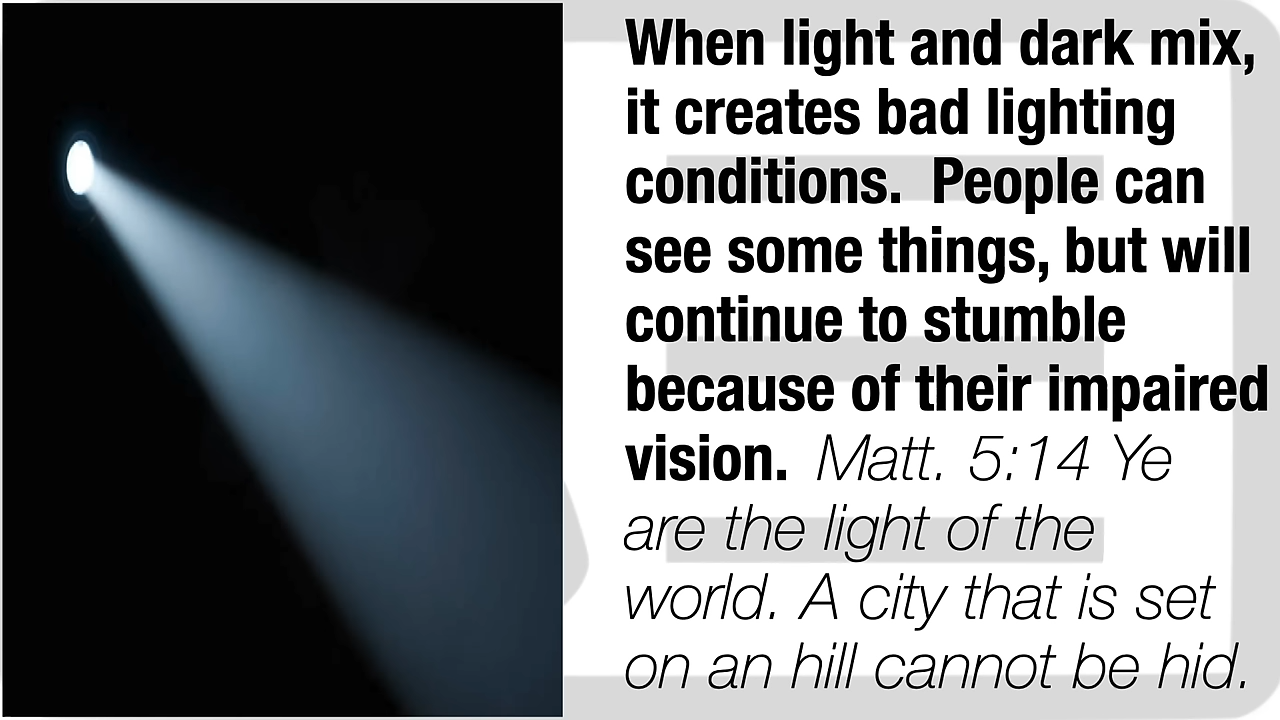 When light and dark mix,
it creates bad lighting
conditions.  People can
see some things, but will
continue to stumble
because of their impaired
vision.  Matt. 5:14 Ye
are the light of the
world. A city that is set
on an hill cannot be hid.